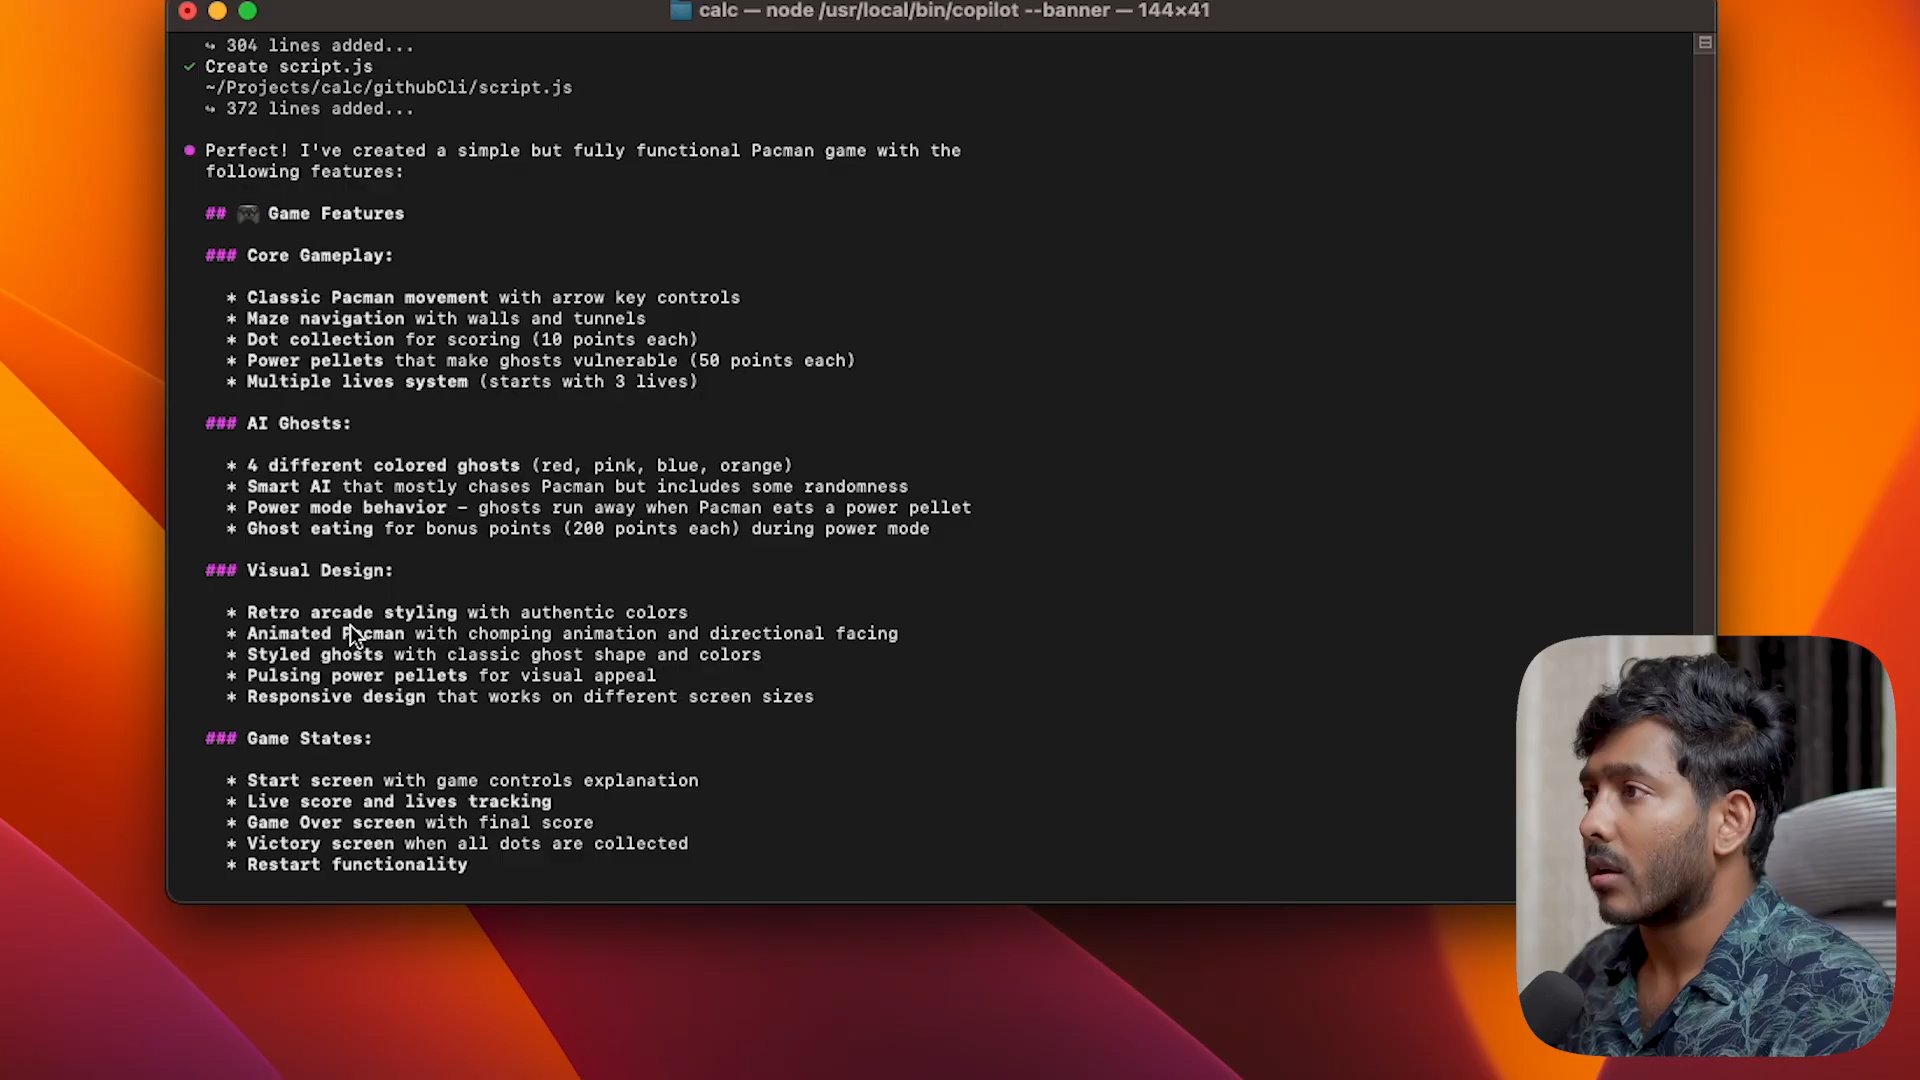 calc — node /usr/local/bin/copilot --banner — 144×41
↪ 304 lines added...
✓ Create script.js
~/Projects/calc/githubCli/script.js
↪ 372 lines added...
● Perfect! I've created a simple but fully functional Pacman game with the
following features:
## 🎮 Game Features
### Core Gameplay:
* Classic Pacman movement with arrow key controls
* Maze navigation with walls and tunnels
* Dot collection for scoring (10 points each)
* Power pellets that make ghosts vulnerable (50 points each)
* Multiple lives system (starts with 3 lives)
### AI Ghosts:
* 4 different colored ghosts (red, pink, blue, orange)
* Smart AI that mostly chases Pacman but includes some randomness
* Power mode behavior – ghosts run away when Pacman eats a power pellet
* Ghost eating for bonus points (200 points each) during power mode
### Visual Design:
* Retro arcade styling with authentic colors
* Animated Pacman with chomping animation and directional facing
* Styled ghosts with classic ghost shape and colors
* Pulsing power pellets for visual appeal
* Responsive design that works on different screen sizes
### Game States:
* Start screen with game controls explanation
* Live score and lives tracking
* Game Over screen with final score
* Victory screen when all dots are collected
* Restart functionality